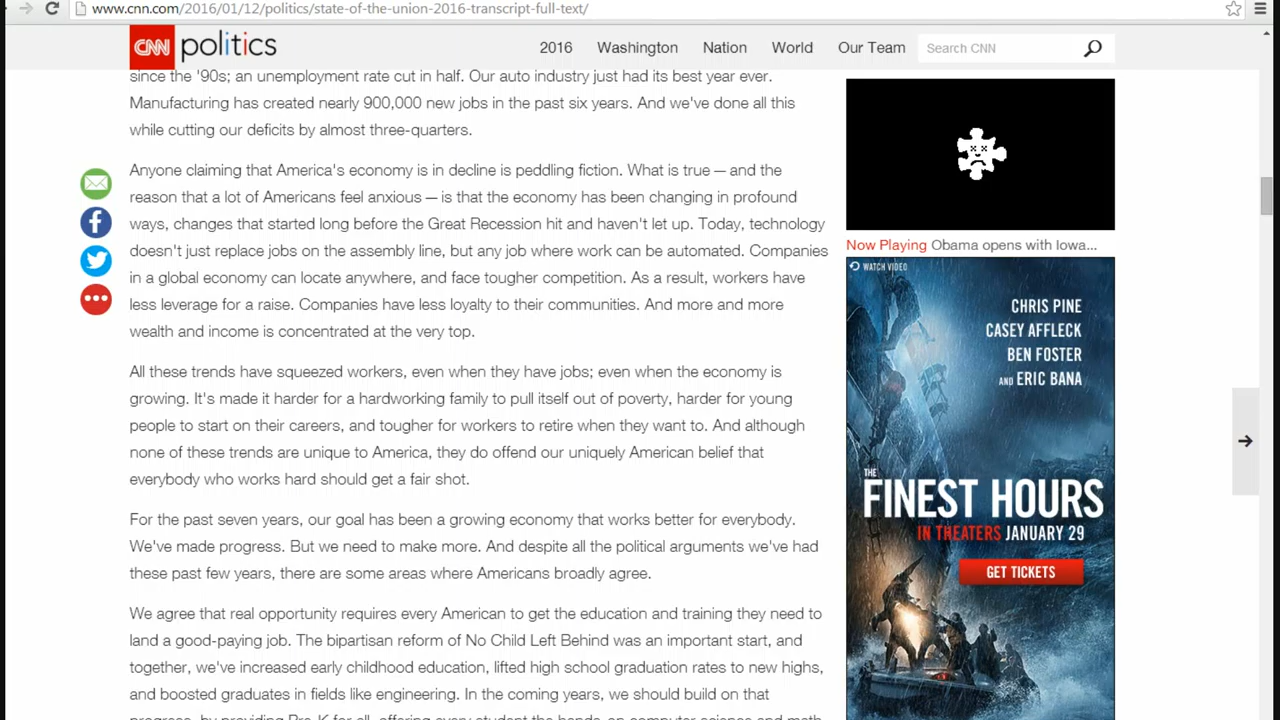 www.cnn.com/2016/01/12/politics/state-of-the-union-2016-transcript-full-text/
CNN politics
2016 Washington Nation World Our Team Search CNN
since the '90s; an unemployment rate cut in half. Our auto industry just had its best year ever.
Manufacturing has created nearly 900,000 new jobs in the past six years. And we've done all this
while cutting our deficits by almost three-quarters.
Anyone claiming that America's economy is in decline is peddling fiction. What is true — and the
reason that a lot of Americans feel anxious — is that the economy has been changing in profound
ways, changes that started long before the Great Recession hit and haven't let up. Today, technology
doesn't just replace jobs on the assembly line, but any job where work can be automated. Companies
in a global economy can locate anywhere, and face tougher competition. As a result, workers have
less leverage for a raise. Companies have less loyalty to their communities. And more and more
wealth and income is concentrated at the very top.
All these trends have squeezed workers, even when they have jobs; even when the economy is
growing. It's made it harder for a hardworking family to pull itself out of poverty, harder for young
people to start on their careers, and tougher for workers to retire when they want to. And although
none of these trends are unique to America, they do offend our uniquely American belief that
everybody who works hard should get a fair shot.
For the past seven years, our goal has been a growing economy that works better for everybody.
We've made progress. But we need to make more. And despite all the political arguments we've had
these past few years, there are some areas where Americans broadly agree.
We agree that real opportunity requires every American to get the education and training they need to
land a good-paying job. The bipartisan reform of No Child Left Behind was an important start, and
together, we've increased early childhood education, lifted high school graduation rates to new highs,
and boosted graduates in fields like engineering. In the coming years, we should build on that
progress, by providing Pre-K for all, offering every student the hands-on computer science and math
Now Playing Obama opens with Iowa...
WATCH VIDEO
CHRIS PINE
CASEY AFFLECK
BEN FOSTER
AND ERIC BANA
THE
FINEST HOURS
IN THEATERS JANUARY 29
GET TICKETS